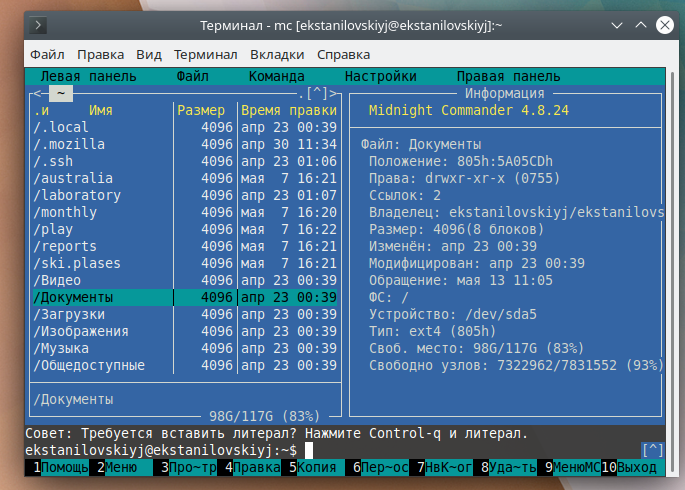 Терминал - mc [ekstanilovskiyj@ekstanilovskiyj]:~
Файл Правка Вид Терминал Вкладки Справка
Левая панель Файл Команда Настройки Правая панель
<─ ~ .[^]>
.и Имя Размер Время правки
/.local 4096 апр 23 00:39
/.mozilla 4096 апр 30 11:34
/.ssh 4096 апр 23 01:06
/australia 4096 мая 7 16:21
/laboratory 4096 апр 23 01:07
/monthly 4096 мая 7 16:20
/play 4096 мая 7 16:22
/reports 4096 мая 7 16:21
/ski.plases 4096 мая 7 16:21
/Видео 4096 апр 23 00:39
/Документы 4096 апр 23 00:39
/Загрузки 4096 апр 23 00:39
/Изображения 4096 апр 23 00:39
/Музыка 4096 апр 23 00:39
/Общедоступные 4096 апр 23 00:39
/Документы
98G/117G (83%)
Информация
Midnight Commander 4.8.24
Файл: Документы
Положение: 805h:5A05CDh
Права: drwxr-xr-x (0755)
Ссылок: 2
Владелец: ekstanilovskiyj/ekstanilovs
Размер: 4096(8 блоков)
Изменён: апр 23 00:39
Модифицирован: апр 23 00:39
Обращение: мая 13 11:05
ФС: /
Устройство: /dev/sda5
Тип: ext4 (805h)
Своб. место: 98G/117G (83%)
Свободно узлов: 7322962/7831552 (93%)
Совет: Требуется вставить литерал? Нажмите Control-q и литерал.
ekstanilovskiyj@ekstanilovskiyj:~$ [^]
1Помощь 2Меню 3Про~тр 4Правка 5Копия 6Пер~ос 7НвК~ог 8Уда~ть 9МенюМС 10Выход